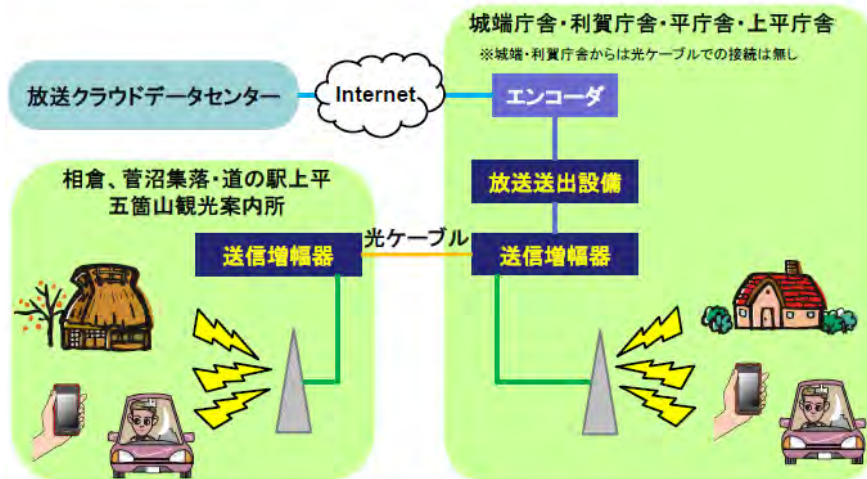 城端庁舎・利賀庁舎・平庁舎・上平庁舎
※城端・利賀庁舎からは光ケーブルでの接続は無し
放送クラウドデータセンター
Internet
エンコーダ
放送送出設備
相倉、菅沼集落・道の駅上平
五箇山観光案内所
送信増幅器
光ケーブル
送信増幅器